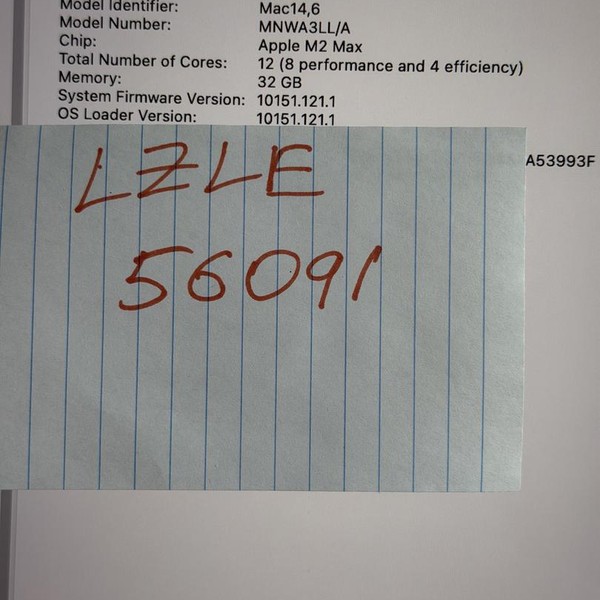 Model Identifier: Mac14,6
Model Number: MNWA3LL/A
Chip: Apple M2 Max
Total Number of Cores: 12 (8 performance and 4 efficiency)
Memory: 32 GB
System Firmware Version: 10151.121.1
OS Loader Version: 10151.121.1
A53993F
LZLE
56091